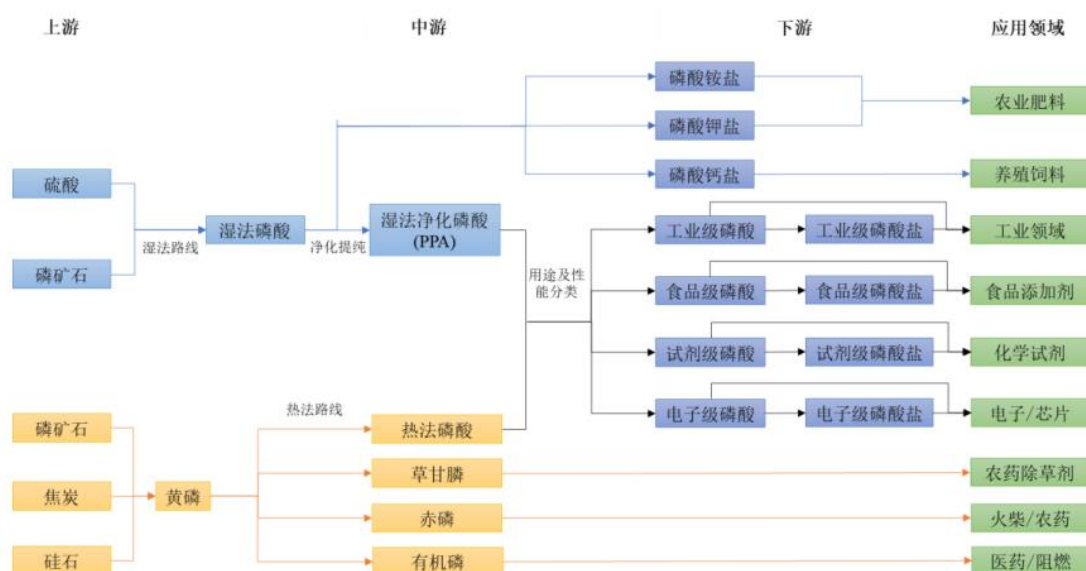 上游
中游
下游
应用领域
磷酸铵盐
农业肥料
磷酸钾盐
硫酸
磷酸钙盐
养殖饲料
湿法路线
湿法磷酸
净化提纯
湿法净化磷酸
(PPA)
工业级磷酸
工业级磷酸盐
工业领域
磷矿石
用途及性
能分类
食品级磷酸
食品级磷酸盐
食品添加剂
试剂级磷酸
试剂级磷酸盐
化学试剂
磷矿石
热法路线
热法磷酸
电子级磷酸
电子级磷酸盐
电子/芯片
草甘膦
农药除草剂
焦炭
黄磷
赤磷
火柴/农药
硅石
有机磷
医药/阻燃